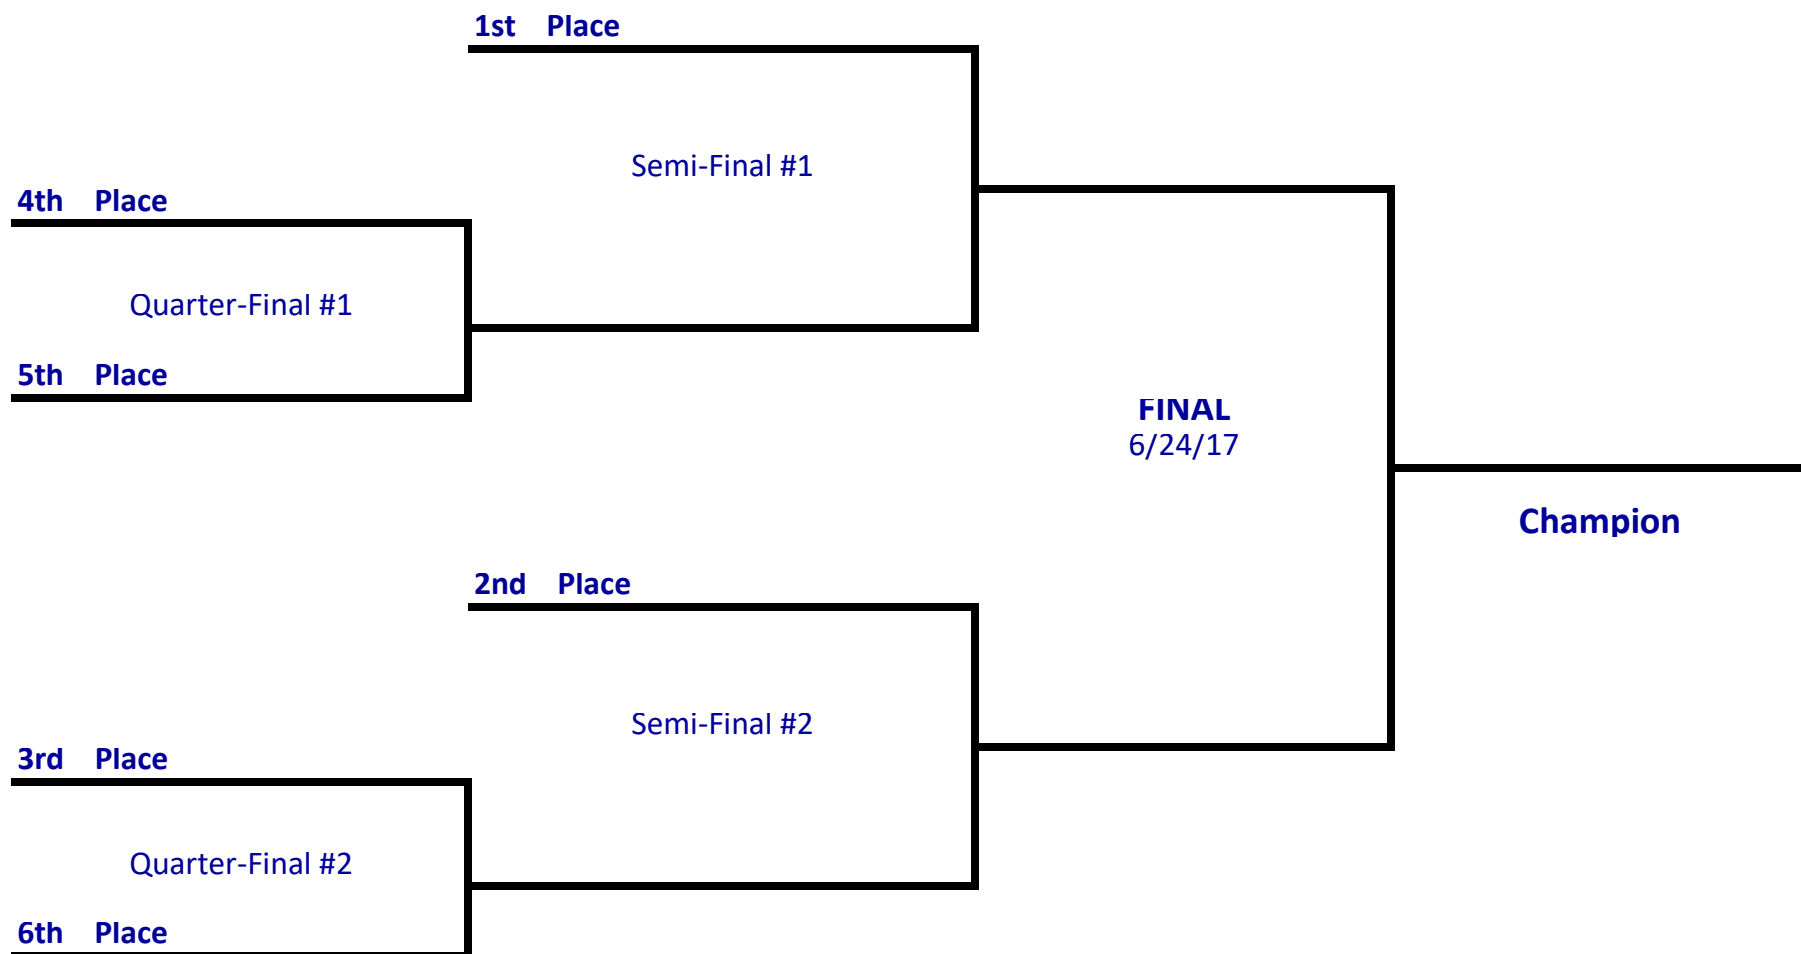 1st Place
Semi-Final #1
4th Place
Quarter-Final #1
5th Place
FINAL
6/24/17
Champion
2nd Place
Semi-Final #2
3rd Place
Quarter-Final #2
6th Place